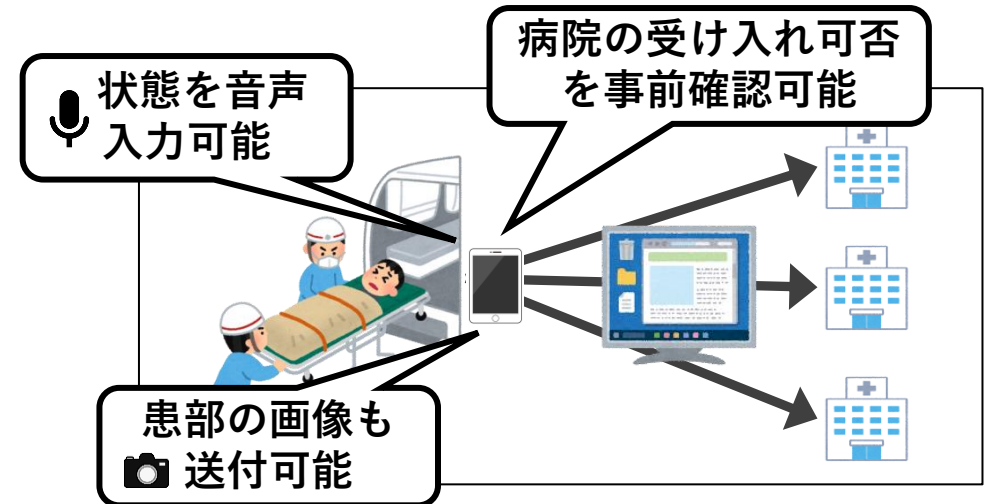 状態を音声
入力可能
病院の受け入れ可否
を事前確認可能
患部の画像も
送付可能